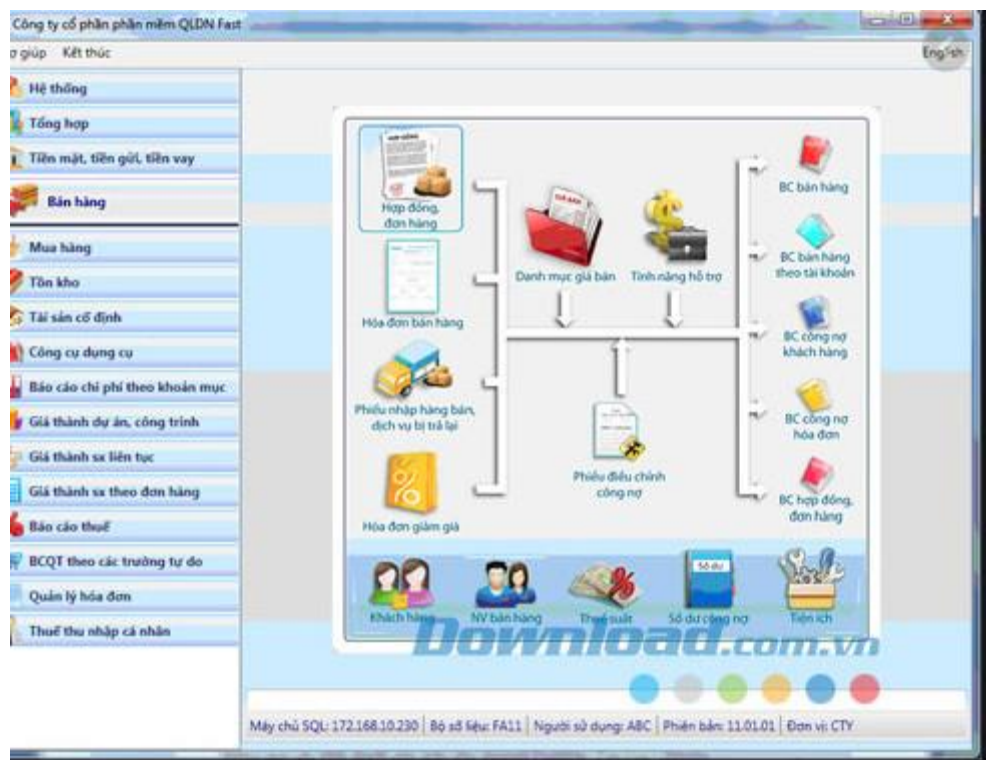 Công ty cổ phần phần mềm QLDN Fast
giúp Kết thúc
English
Hệ thống
Tổng hợp
Tiền mặt, tiền gửi, tiền vay
Bán hàng
Mua hàng
Tồn kho
Tài sản cố định
Công cụ dụng cụ
Báo cáo chi phí theo khoản mục
Giá thành dự án, công trình
Giá thành sx liên tục
Giá thành sx theo đơn hàng
Báo cáo thuế
BCQT theo các trường tự do
Quản lý hóa đơn
Thuế thu nhập cá nhân
HỢP ĐỒNG
Hợp đồng,
đơn hàng
Hóa đơn bán hàng
Phiếu nhập hàng bán,
dịch vụ bị trả lại
Hóa đơn giảm giá
GIÁ BÁN
Danh mục giá bán
Tính năng hỗ trợ
Phiếu điều chỉnh
công nợ
BC bán hàng
BC bán hàng
theo tài khoản
BC công nợ
khách hàng
BC công nợ
hóa đơn
BC hợp đồng,
đơn hàng
Khách hàng
NV bán hàng
Thuế suất
Số dư
Số dư công nợ
Tiện ích
Download.com.vn
Máy chủ SQL: 172.168.10.230 | Bộ số liệu: FA11 | Người sử dụng: ABC | Phiên bản: 11.01.01 | Đơn vị: CTY